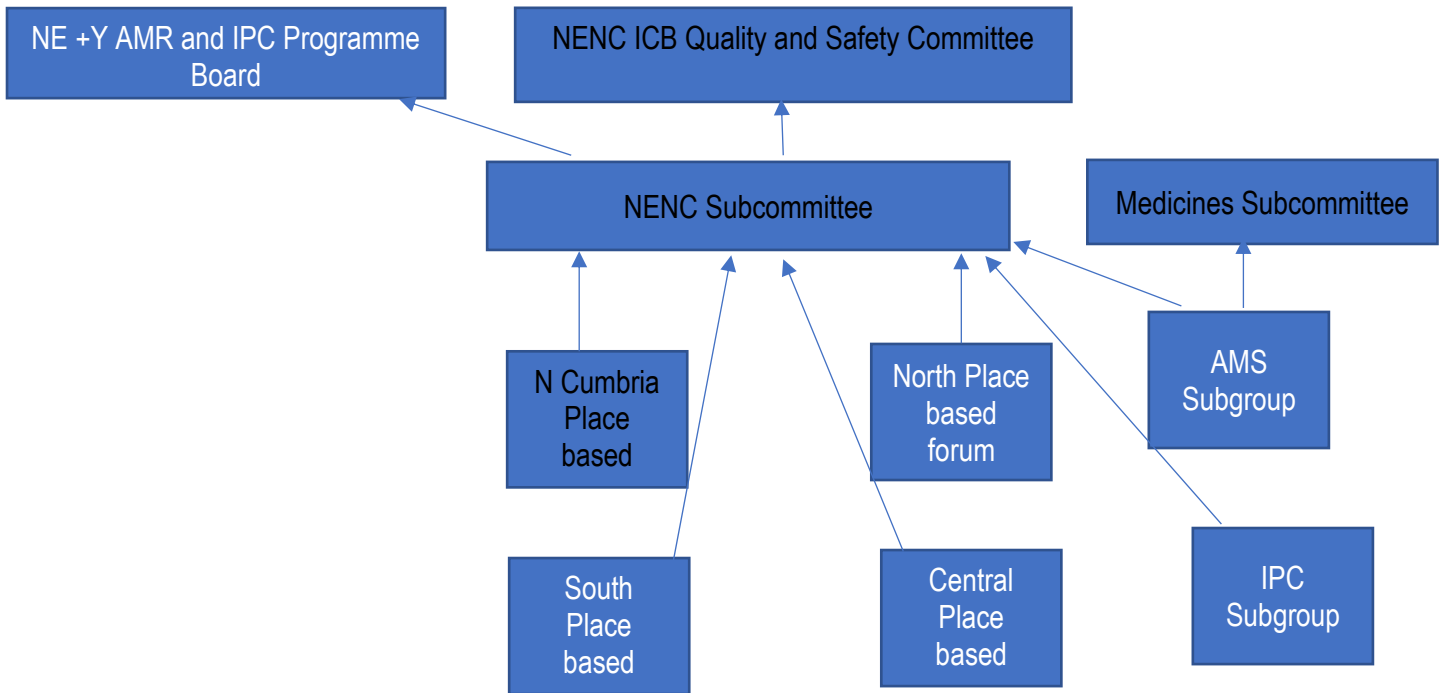 NE +Y AMR and IPC Programme
Board
NENC ICB Quality and Safety Committee
NENC Subcommittee
Medicines Subcommittee
N Cumbria
Place
based
North Place
based
forum
AMS
Subgroup
South
Place
based
Central
Place
based
IPC
Subgroup